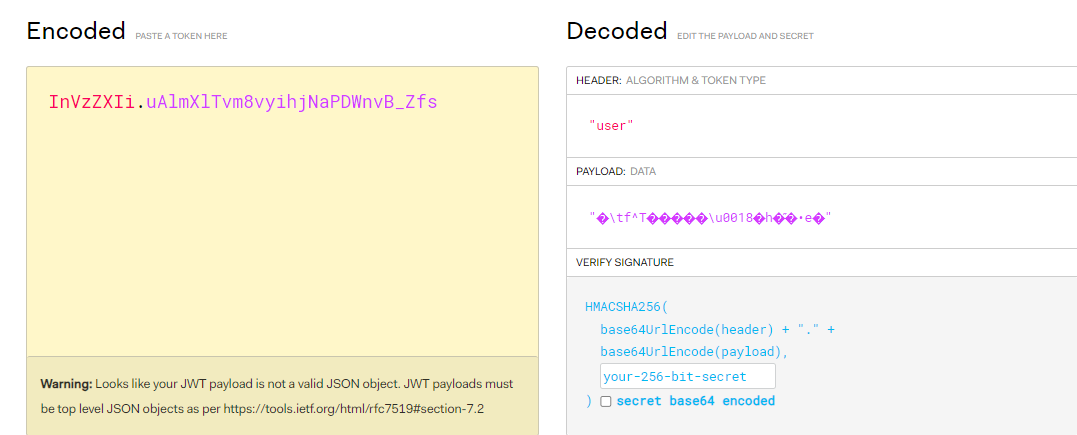 Encoded PASTE A TOKEN HERE
InVzZXIi.uAlmXlTvm8vyihjNaPDWnvB_Zfs
Warning: Looks like your JWT payload is not a valid JSON object. JWT payloads must
be top level JSON objects as per https://tools.ietf.org/html/rfc7519#section-7.2
Decoded EDIT THE PAYLOAD AND SECRET
HEADER: ALGORITHM & TOKEN TYPE
"user"
PAYLOAD: DATA
"�\tf^T�����\u0018�h�֞�e�"
VERIFY SIGNATURE
HMACSHA256(
base64UrlEncode(header) + "." +
base64UrlEncode(payload),
your-256-bit-secret
) secret base64 encoded